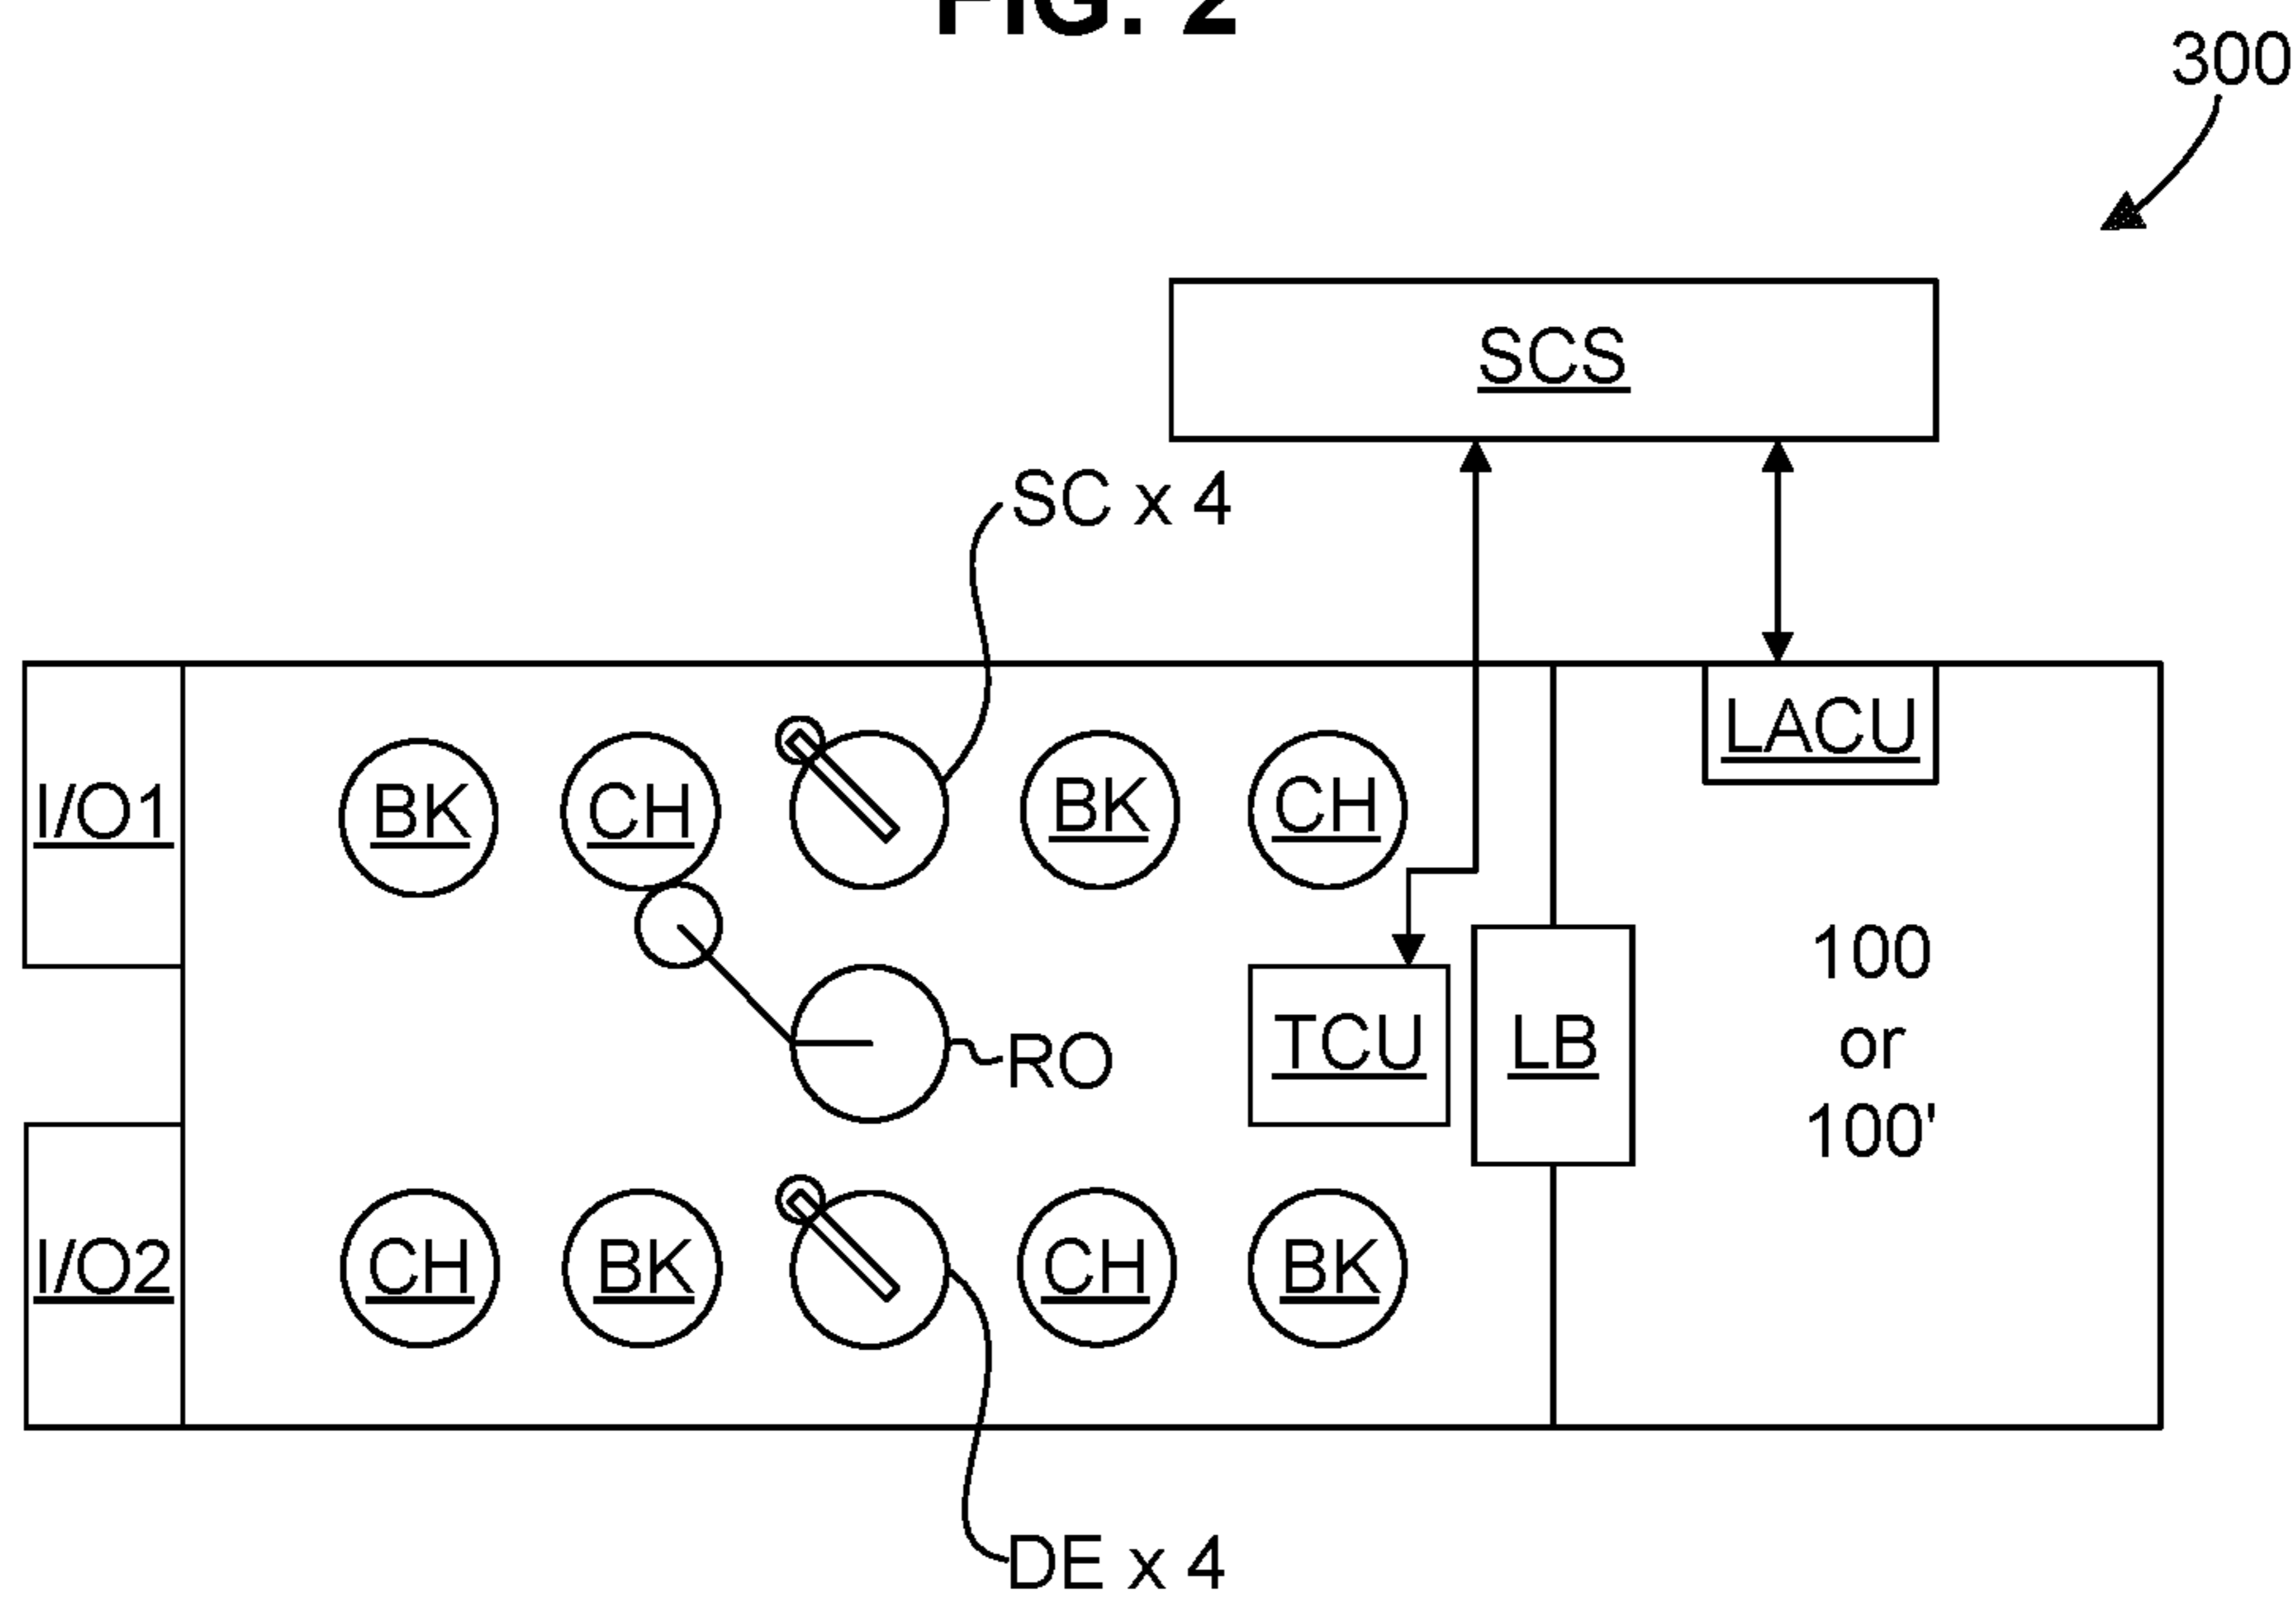 FIG. 2
300
SCS
SC x 4
LACU
I/O1
BK
CH
BK
CH
100
or
100'
TCU
LB
RO
I/O2
CH
BK
CH
BK
DE x 4